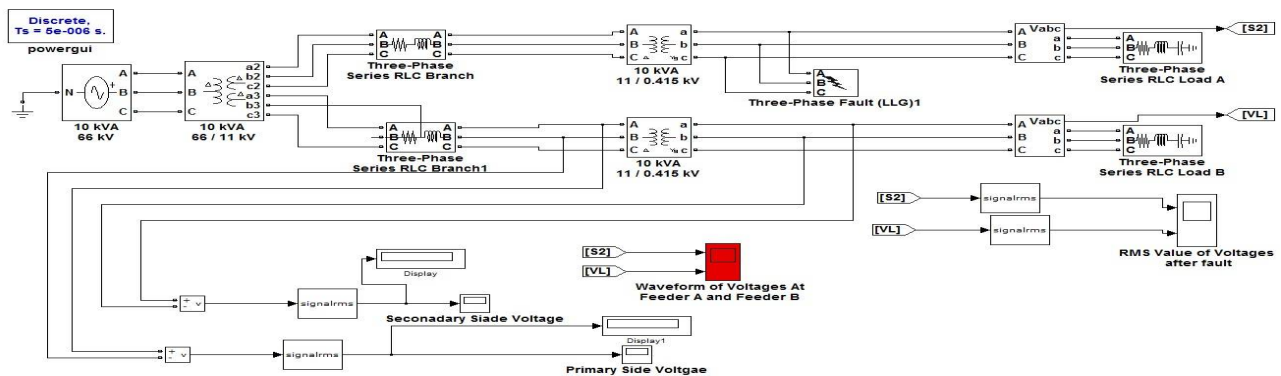 Discrete,
Ts = 5e-006 s.
powergui
N
A
B
C
10 kVA
66 kV
A
B
C
a2
b2
c2
a3
b3
c3
10 kVA
66 / 11 kV
A
B
C
A
B
C
Three-Phase
Series RLC Branch
A
B
C
A
B
C
Three-Phase
Series RLC Branch1
A
B
C
a
b
c
10 kVA
11 / 0.415 kV
A
B
C
a
b
c
10 kVA
11 / 0.415 kV
A
B
C
Three-Phase Fault (LLG)1
A
B
C
Vabc
a
b
c
[S2]
A
B
C
Three-Phase
Series RLC Load A
A
B
C
Vabc
a
b
c
[VL]
A
B
C
Three-Phase
Series RLC Load B
[S2]
signalrms
[VL]
signalrms
RMS Value of Voltages
after fault
[S2]
[VL]
Waveform of Voltages At
Feeder A and Feeder B
Display
+
-
v
signalrms
Seconadary Siade Voltage
Display1
+
-
v
signalrms
Primary Side Voltgae